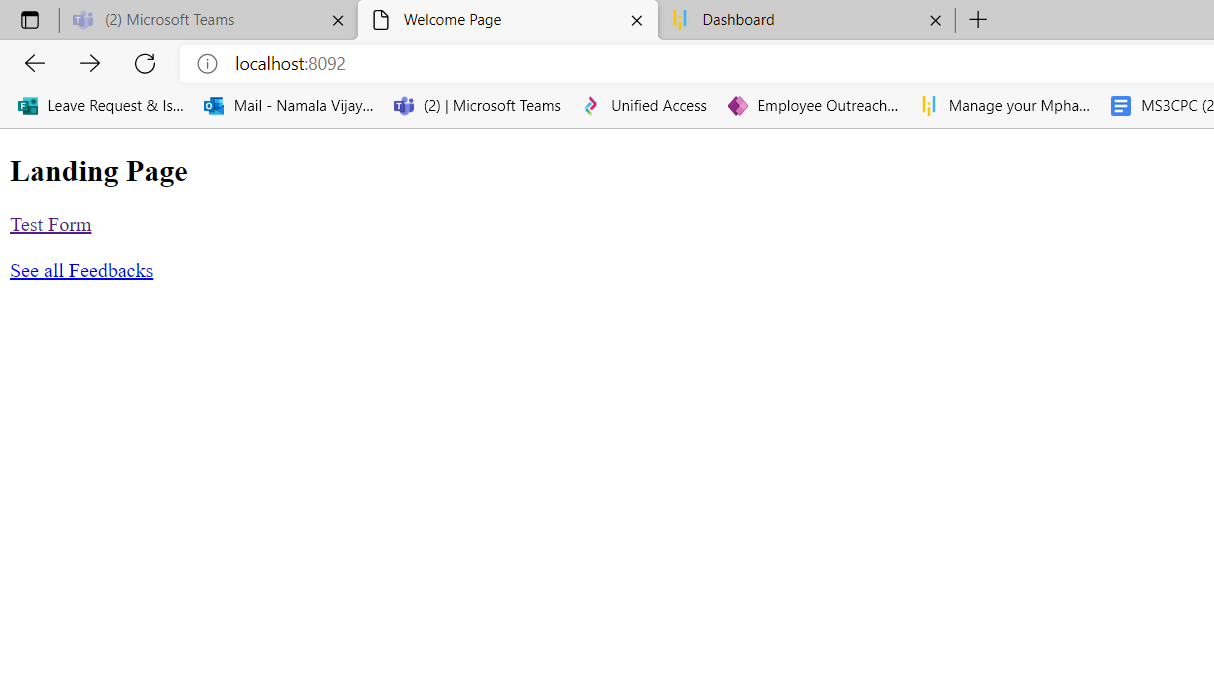 (2) Microsoft Teams
Welcome Page
Dashboard
localhost:8092
Leave Request & Is...
Mail - Namala Vijay...
(2) | Microsoft Teams
Unified Access
Employee Outreach...
Manage your Mpha...
MS3CPC (2
Landing Page
Test Form
See all Feedbacks